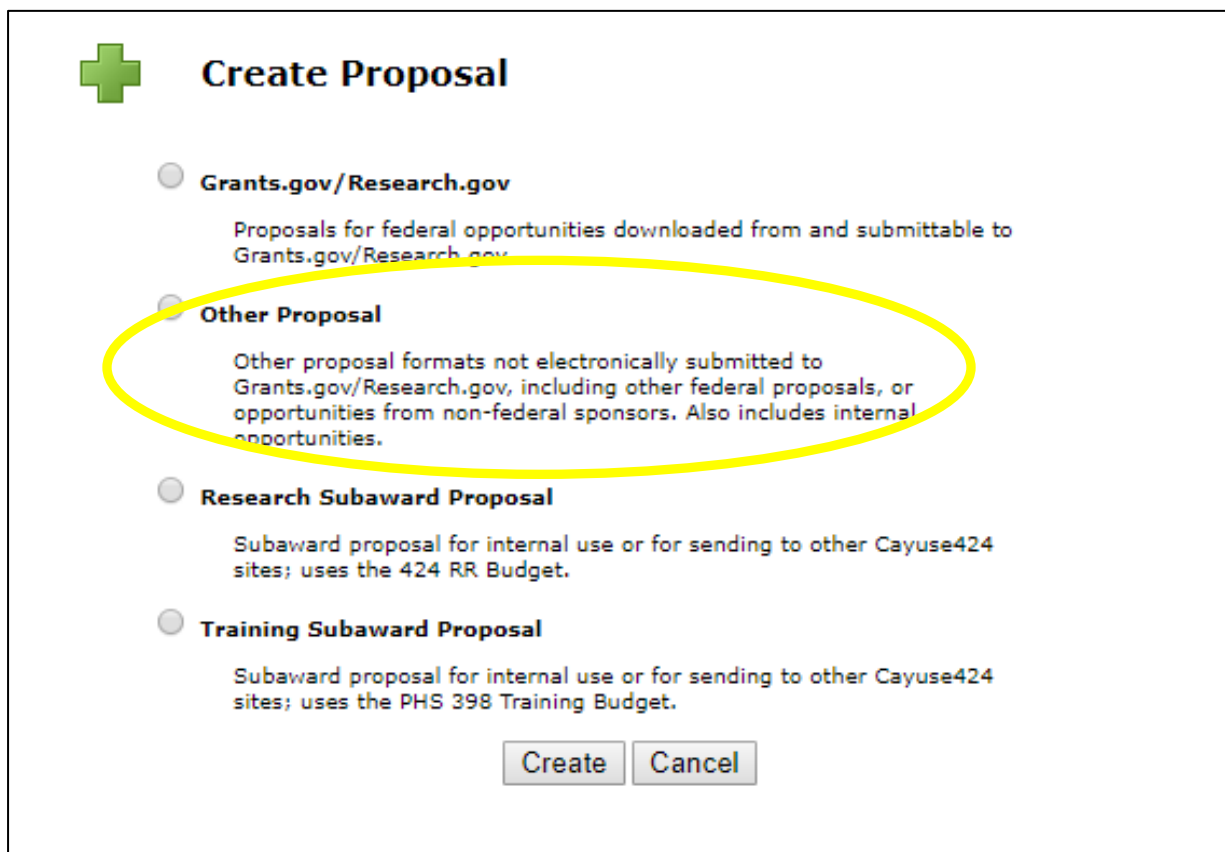 Create Proposal
Grants.gov/Research.gov
Proposals for federal opportunities downloaded from and submittable to
Grants.gov/Research.gov
Other Proposal
Other proposal formats not electronically submitted to
Grants.gov/Research.gov, including other federal proposals, or
opportunities from non-federal sponsors. Also includes internal
opportunities.
Research Subaward Proposal
Subaward proposal for internal use or for sending to other Cayuse424
sites; uses the 424 RR Budget.
Training Subaward Proposal
Subaward proposal for internal use or for sending to other Cayuse424
sites; uses the PHS 398 Training Budget.
Create Cancel